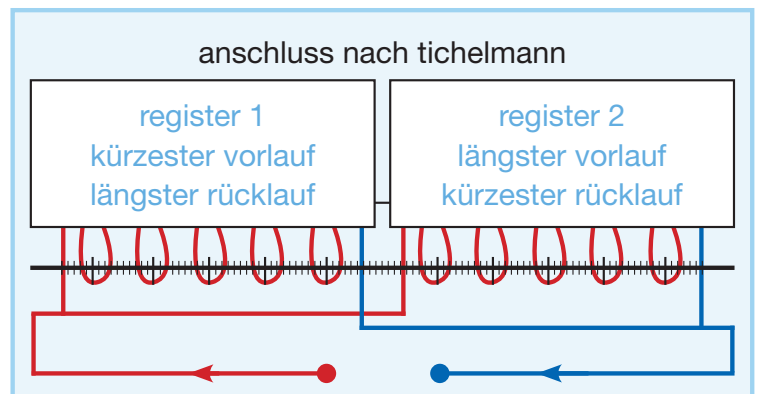 anschluss nach tichelmann
register 1
kürzester vorlauf
längster rücklauf
register 2
längster vorlauf
kürzester rücklauf